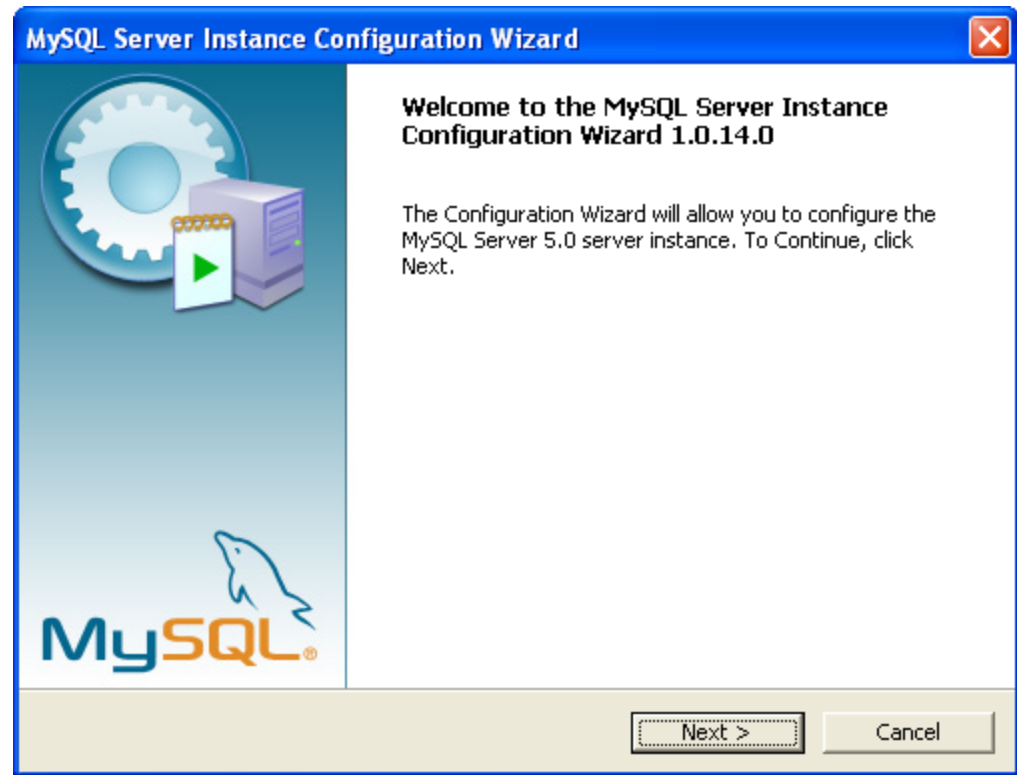 MySQL Server Instance Configuration Wizard
Welcome to the MySQL Server Instance
Configuration Wizard 1.0.14.0
The Configuration Wizard will allow you to configure the
MySQL Server 5.0 server instance. To Continue, click
Next.
MySQL®
Next >
Cancel